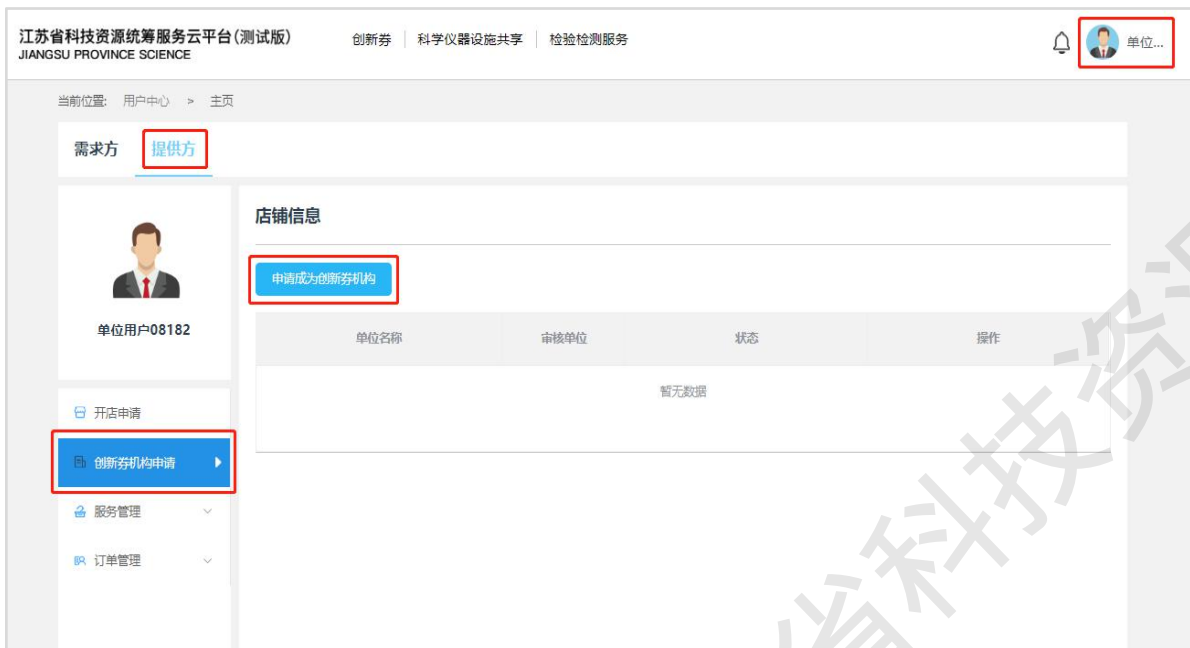 江苏省科技资源统筹服务云平台(测试版)
JIANGSU PROVINCE SCIENCE
创新券 科学仪器设施共享 检验检测服务
单位...
当前位置: 用户中心 > 主页
需求方 提供方
店铺信息
申请成为创新券机构
单位用户08182
单位名称 审核单位 状态 操作
暂无数据
开店申请
创新券机构申请
服务管理
订单管理
省科技资